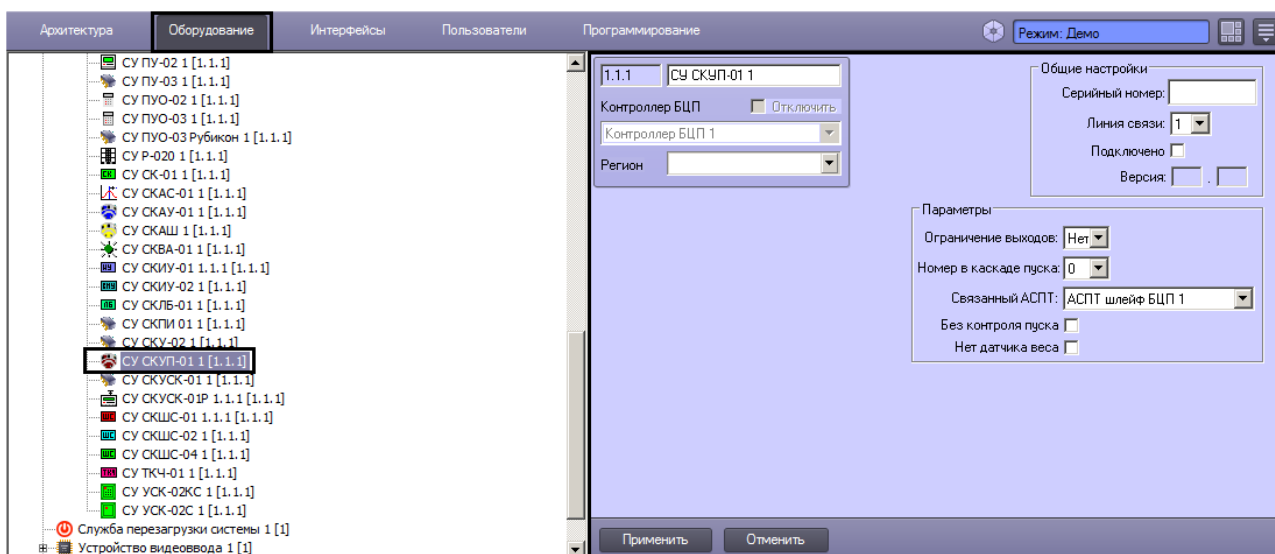 Архитектура Оборудование Интерфейсы Пользователи Программирование Режим: Демо
СУ ПУ-02 1 [1.1.1]
СУ ПУ-03 1 [1.1.1]
СУ ПУО-02 1 [1.1.1]
СУ ПУО-03 1 [1.1.1]
СУ ПУО-03 Рубикон 1 [1.1.1]
СУ Р-020 1 [1.1.1]
СУ СК-01 1 [1.1.1]
СУ СКАС-01 1 [1.1.1]
СУ СКАУ-01 1 [1.1.1]
СУ СКАШ 1 [1.1.1]
СУ СКВА-01 1 [1.1.1]
СУ СКИУ-01 1.1.1 [1.1.1]
СУ СКИУ-02 1 [1.1.1]
СУ СКЛБ-01 1 [1.1.1]
СУ СКПИ 01 1 [1.1.1]
СУ СКУ-02 1 [1.1.1]
СУ СКУП-01 1 [1.1.1]
СУ СКУСК-01 1 [1.1.1]
СУ СКУСК-01Р 1.1.1 [1.1.1]
СУ СКШС-01 1.1.1 [1.1.1]
СУ СКШС-02 1 [1.1.1]
СУ СКШС-04 1 [1.1.1]
СУ ТКЧ-01 1 [1.1.1]
СУ УСК-02КС 1 [1.1.1]
СУ УСК-02С 1 [1.1.1]
Служба перезагрузки системы 1 [1]
Устройство видеоввода 1 [1]
1.1.1 СУ СКУП-01 1
Контроллер БЦП Отключить
Контроллер БЦП 1
Регион
Общие настройки
Серийный номер:
Линия связи: 1
Подключено
Версия: .
Параметры
Ограничение выходов: Нет
Номер в каскаде пуска: 0
Связанный АСПТ: АСПТ шлейф БЦП 1
Без контроля пуска
Нет датчика веса
Применить Отменить